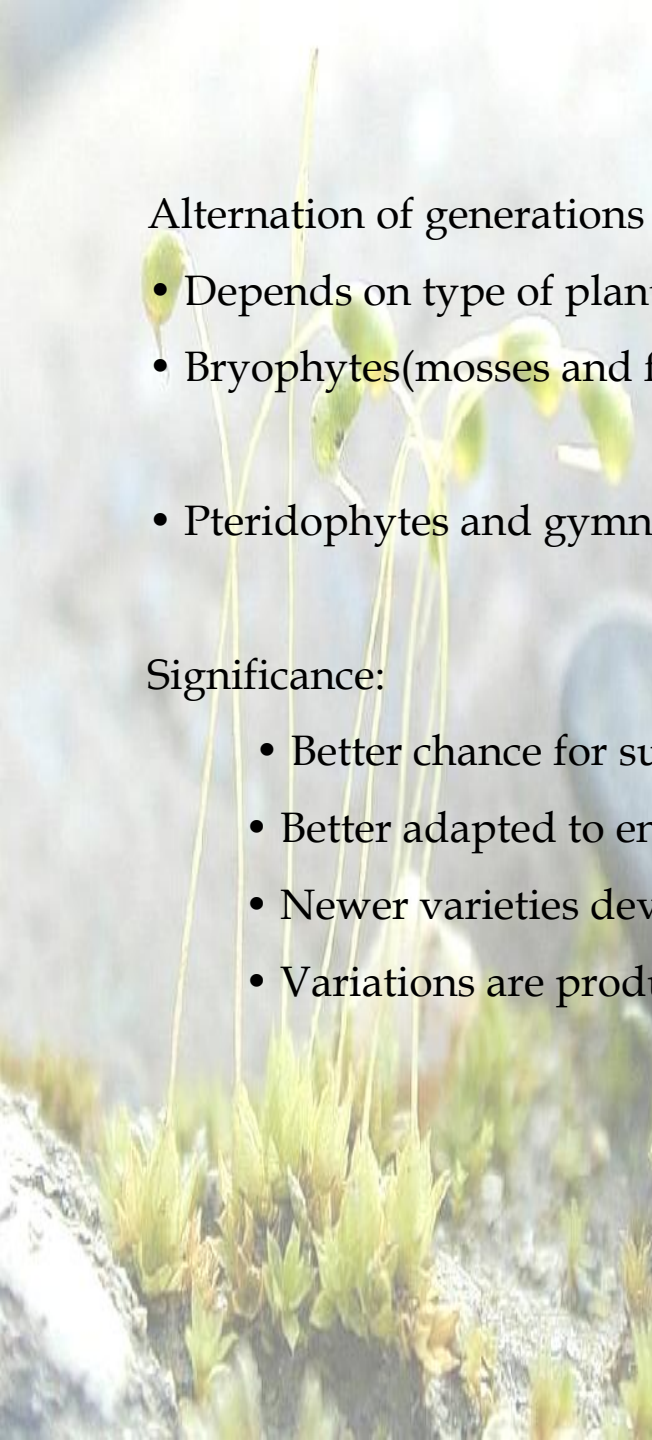 Alternation of generations
• Depends on type of plan
• Bryophytes(mosses and f
• Pteridophytes and gymn
Significance:
• Better chance for su
• Better adapted to en
• Newer varieties dev
• Variations are produ